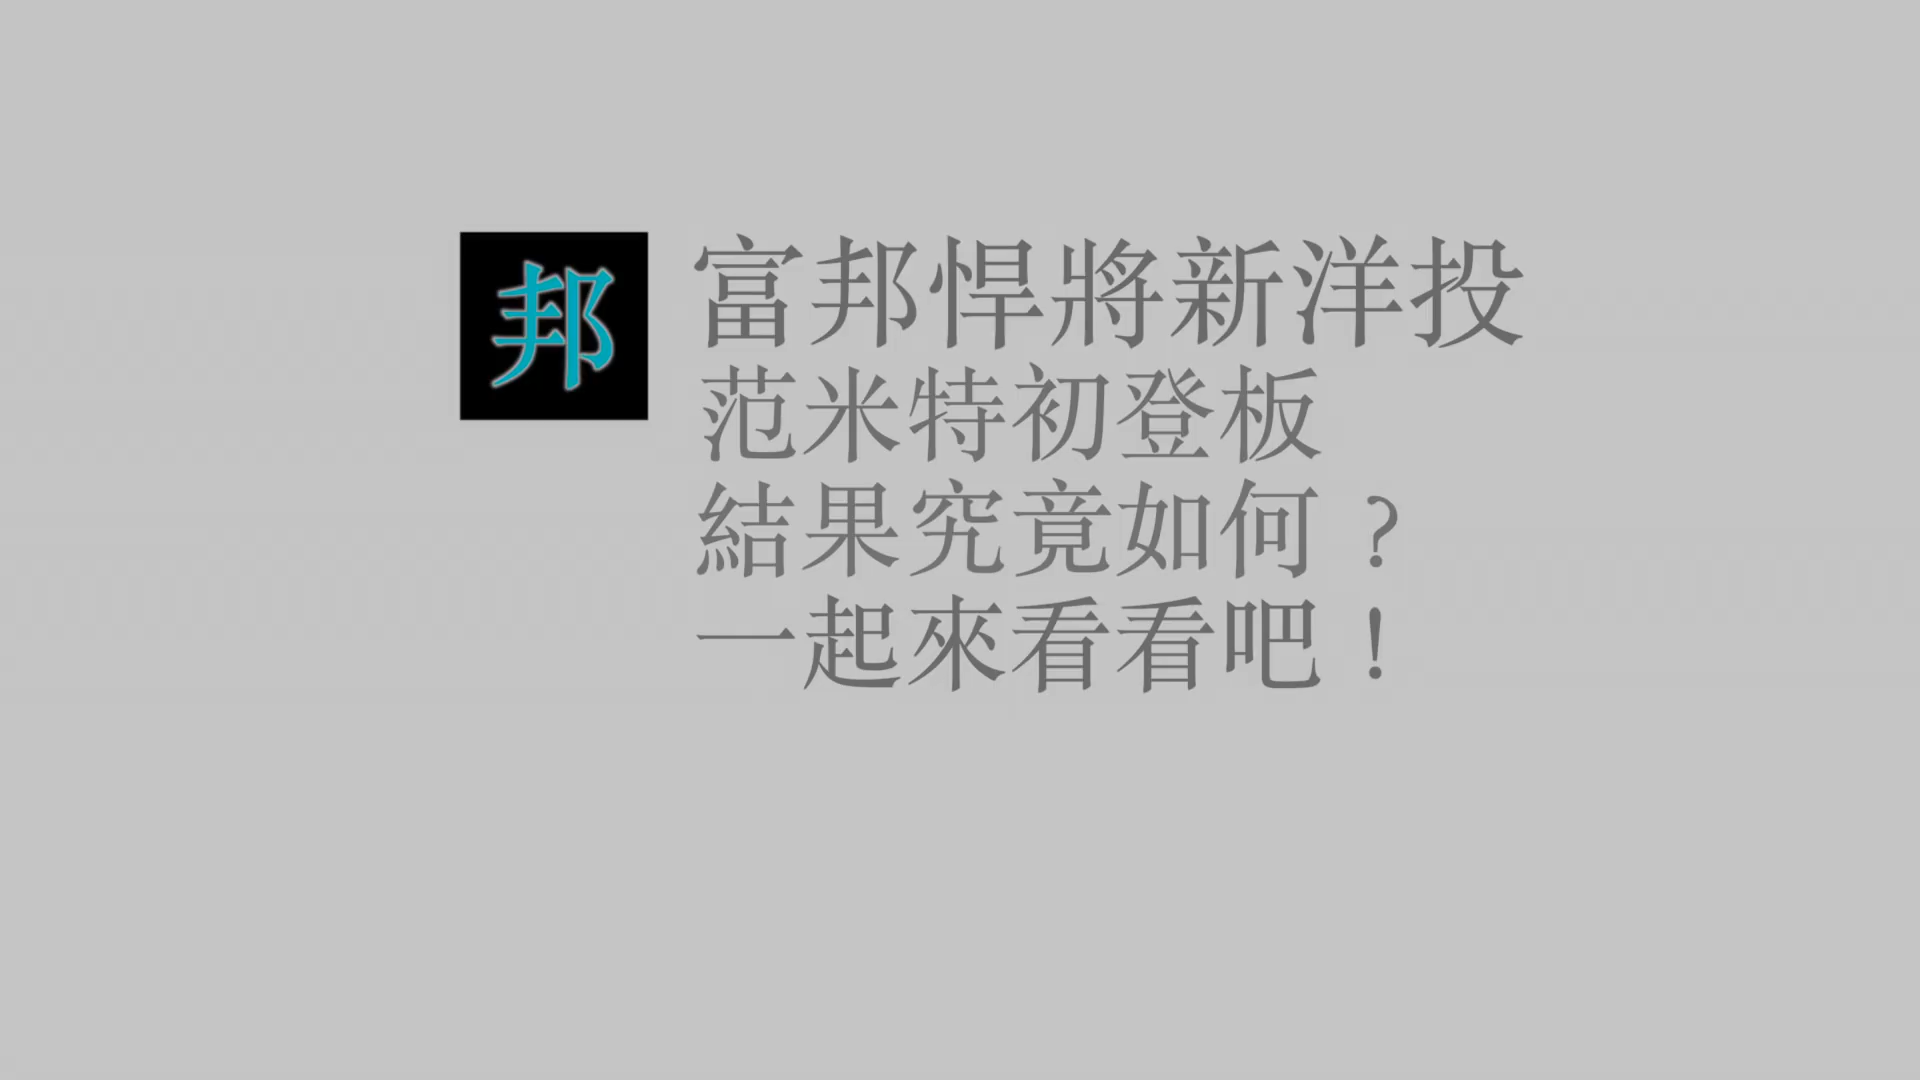 邦
富邦悍將新洋投
范米特初登板
結果究竟如何？
一起來看看吧！